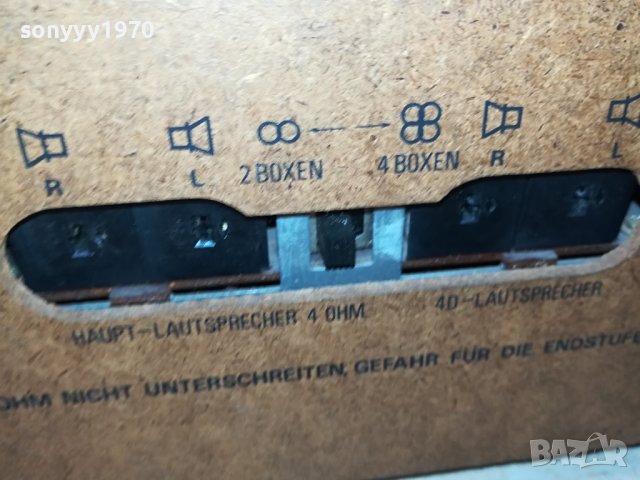 sonyyy1970
R L 2 BOXEN 4 BOXEN R L
HAUPT-LAUTSPRECHER 4 OHM 4D-LAUTSPRECHER
OHM NICHT UNTERSCHREITEN, GEFAHR FÜR DIE ENDSTUFE
BAZAR